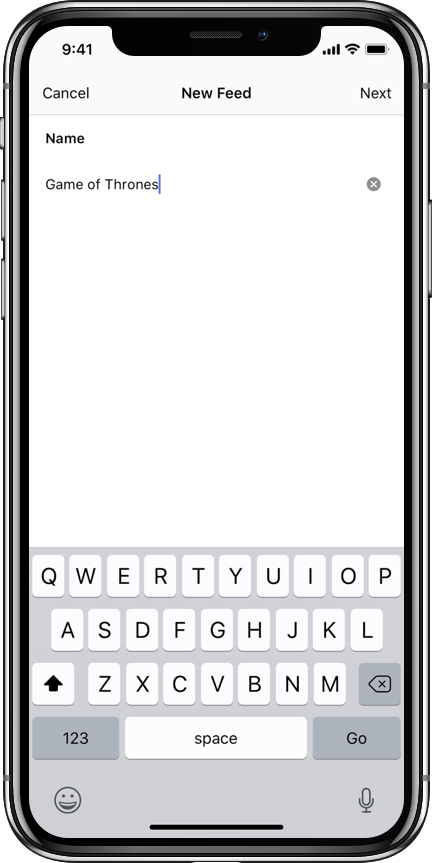 9:41
Cancel New Feed Next
Name
Game of Thrones
Q W E R T Y U I O P
A S D F G H J K L
Z X C V B N M
123 space Go